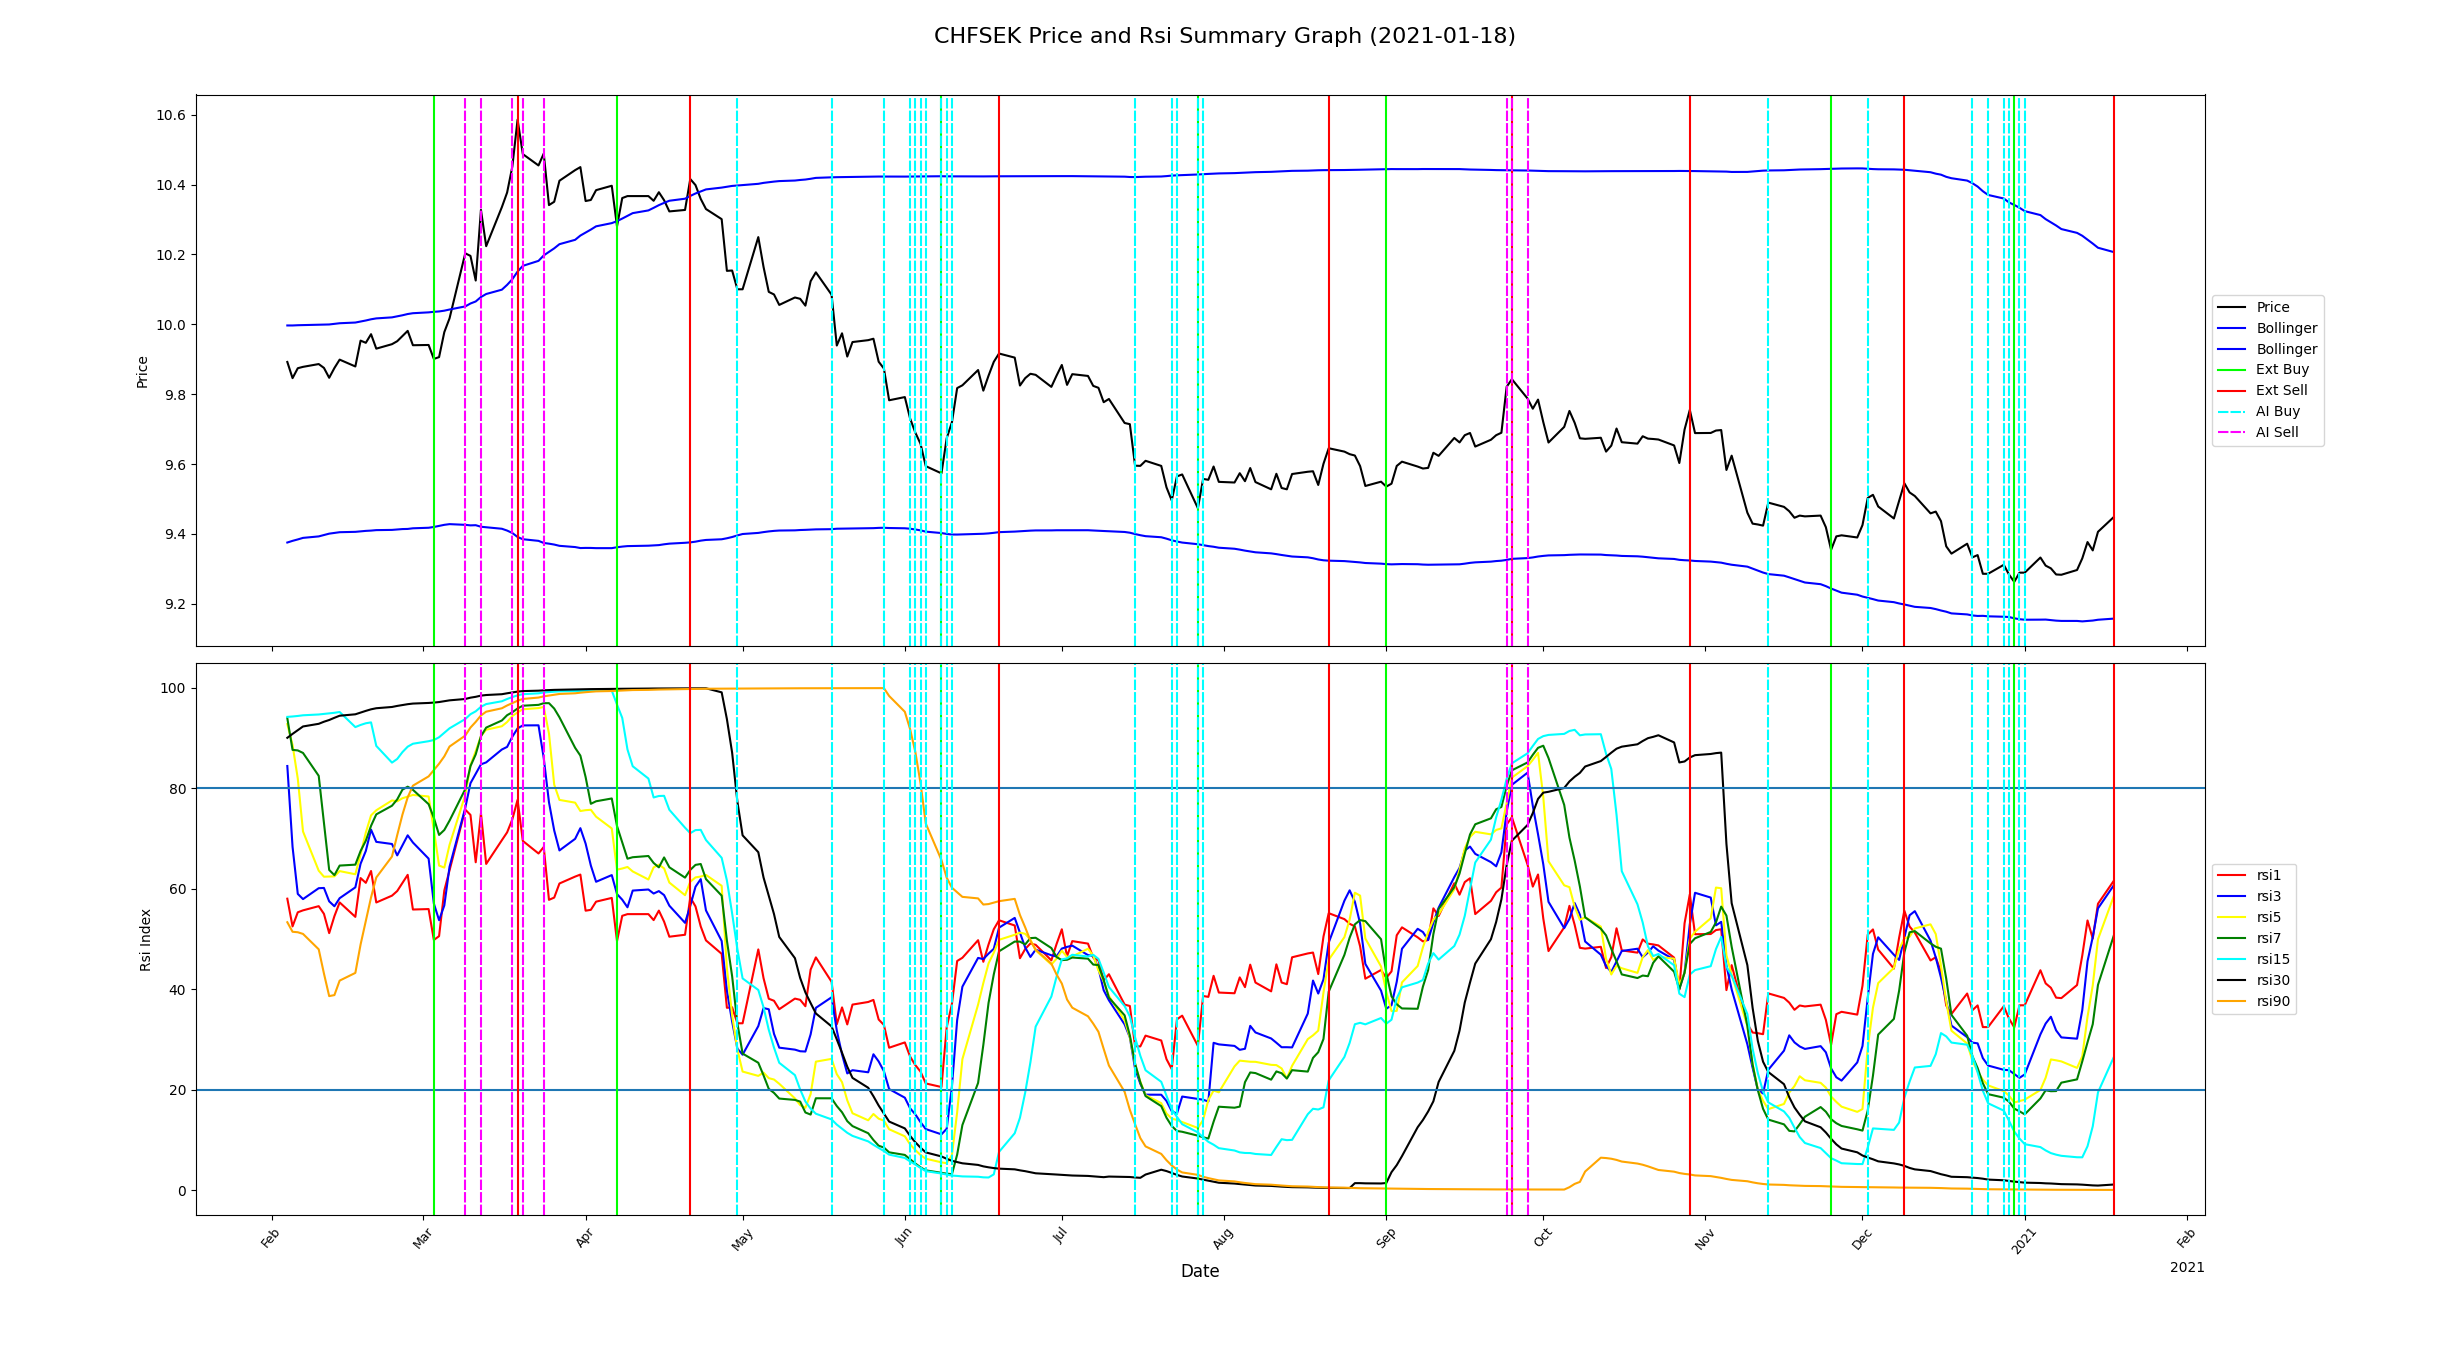 CHFSEK Price and Rsi Summary Graph (2021-01-18)
10.6
10.4
10.2
10.0
9.8
9.6
9.4
9.2
Price
Price
Bollinger
Bollinger
Ext Buy
Ext Sell
AI Buy
AI Sell
100
80
60
40
20
0
Rsi Index
rsi1
rsi3
rsi5
rsi7
rsi15
rsi30
rsi90
Feb Mar Apr May Jun Jul Aug Sep Oct Nov Dec 2021 Feb
Date
2021